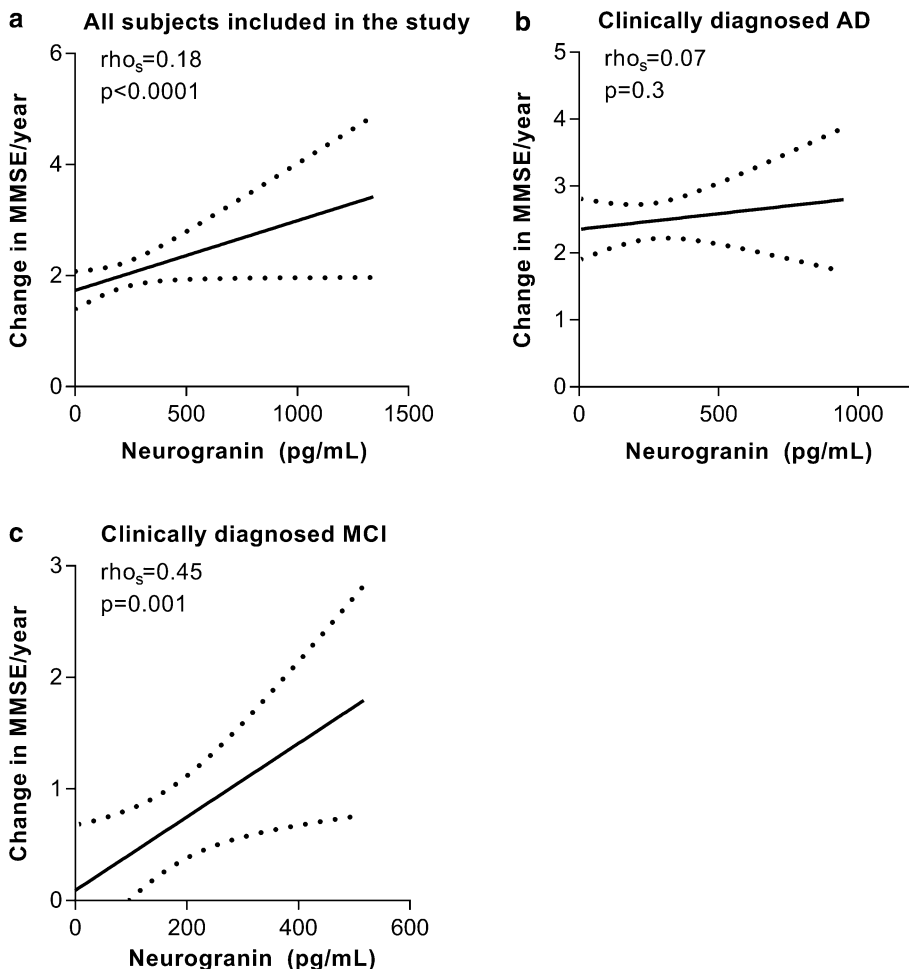 a
All subjects included in the study
rhos=0.18
p<0.0001
Change in MMSE/year
6
4
2
0
0 500 1000 1500
Neurogranin (pg/mL)
b
Clinically diagnosed AD
rhos=0.07
p=0.3
Change in MMSE/year
5
4
3
2
1
0
0 500 1000
Neurogranin (pg/mL)
c
Clinically diagnosed MCI
rhos=0.45
p=0.001
Change in MMSE/year
3
2
1
0
0 200 400 600
Neurogranin (pg/mL)